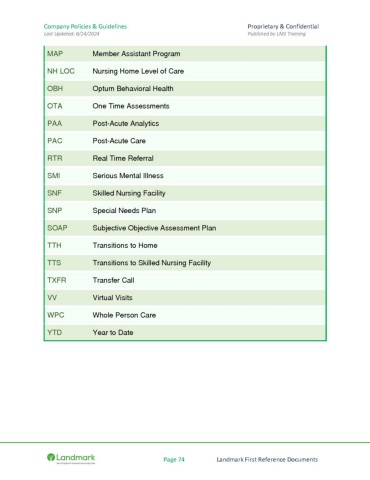 Company Policies & Guidelines Proprietary & Confidential
Last Updated: 6/24/2024 Published by LMS Training
MAP Member Assistant Program
NH LOC Nursing Home Level of Care
OBH Optum Behavioral Health
OTA One Time Assessments
PAA Post-Acute Analytics
PAC Post-Acute Care
RTR Real Time Referral
SMI Serious Mental Illness
SNF Skilled Nursing Facility
SNP Special Needs Plan
SOAP Subjective Objective Assessment Plan
TTH Transitions to Home
TTS Transitions to Skilled Nursing Facility
TXFR Transfer Call
VV Virtual Visits
WPC Whole Person Care
YTD Year to Date
Landmark Page 74 Landmark First Reference Documents